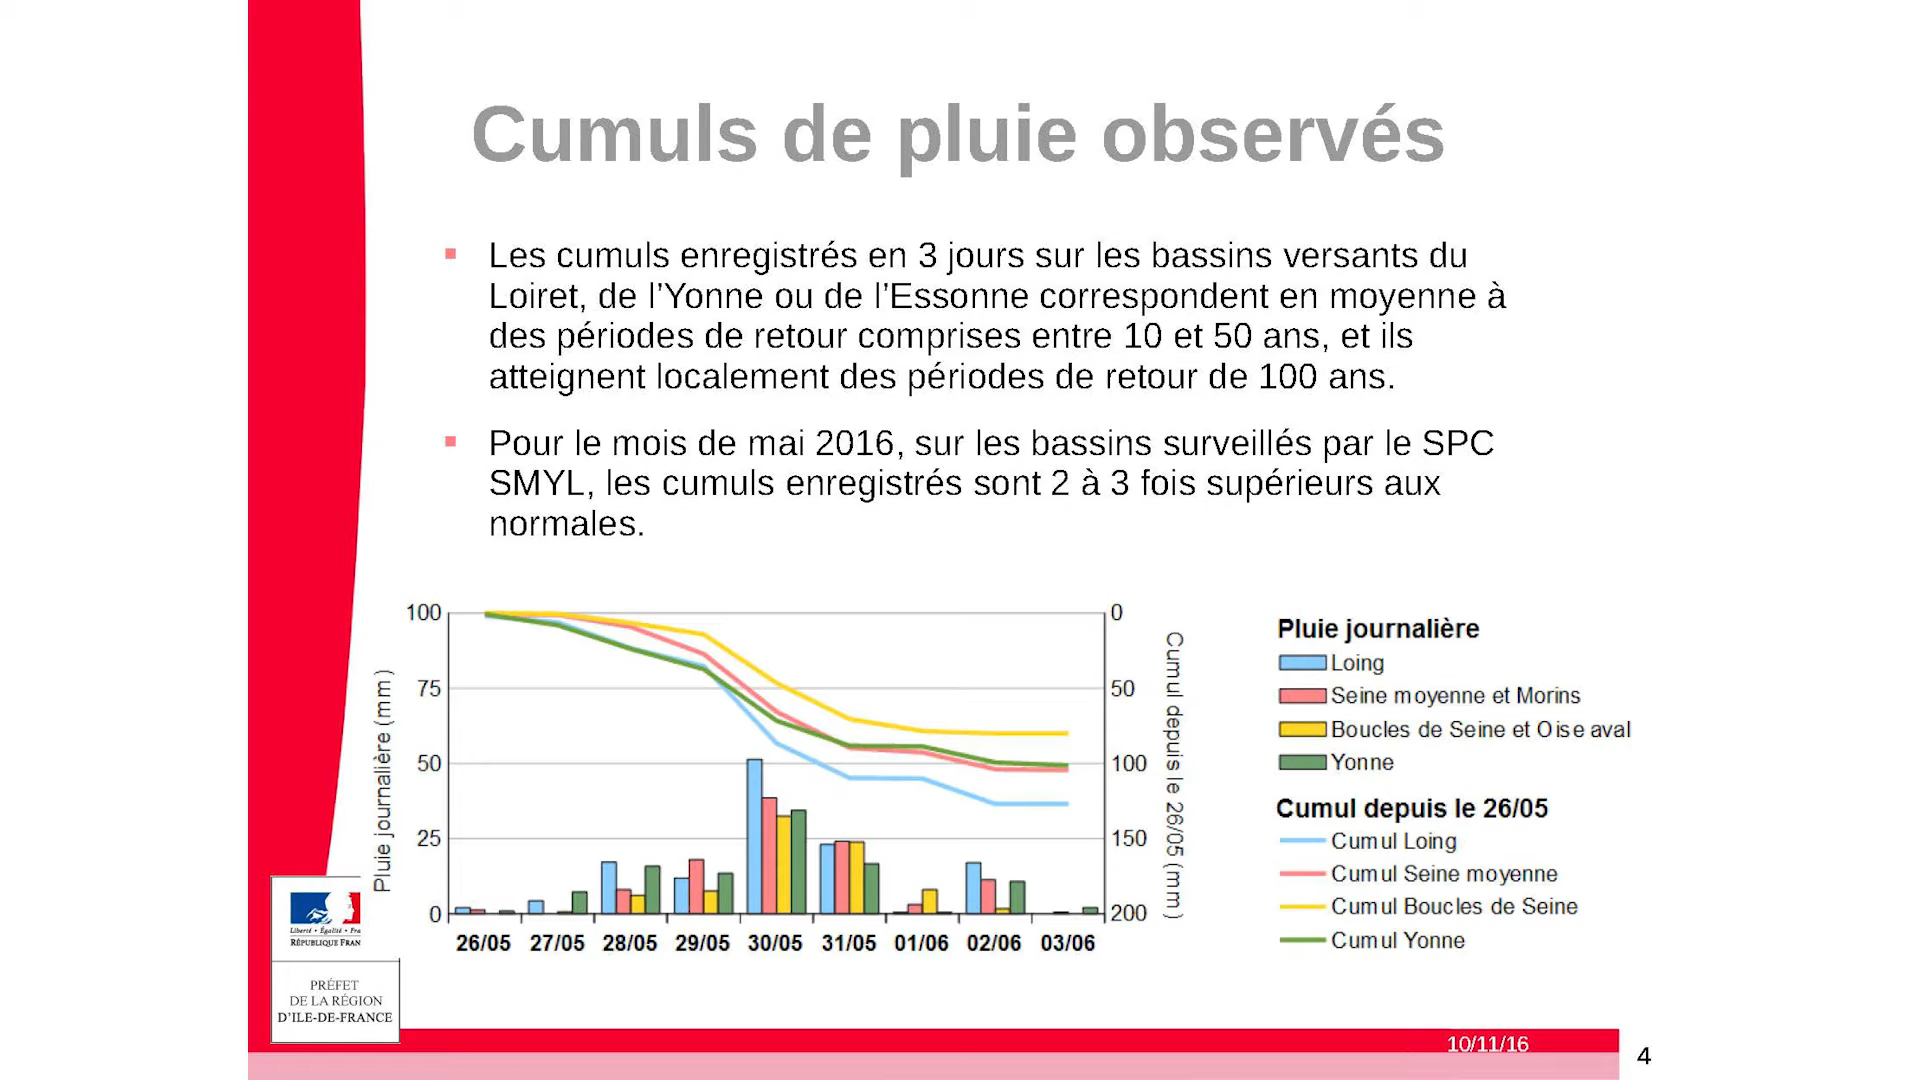 Cumuls de pluie observés
Les cumuls enregistrés en 3 jours sur les bassins versants du
Loiret, de l’Yonne ou de l’Essonne correspondent en moyenne à
des périodes de retour comprises entre 10 et 50 ans, et ils
atteignent localement des périodes de retour de 100 ans.
Pour le mois de mai 2016, sur les bassins surveillés par le SPC
SMYL, les cumuls enregistrés sont 2 à 3 fois supérieurs aux
normales.
Pluie journalière (mm)
100
75
50
25
0
26/05 27/05 28/05 29/05 30/05 31/05 01/06 02/06 03/06
0
50
100
150
200
Cumul depuis le 26/05 (mm)
Pluie journalière
Loing
Seine moyenne et Morins
Boucles de Seine et Oise aval
Yonne
Cumul depuis le 26/05
Cumul Loing
Cumul Seine moyenne
Cumul Boucles de Seine
Cumul Yonne
Liberté • Égalité • Fra
RÉPUBLIQUE FRAN
PRÉFET
DE LA RÉGION
D’ILE-DE-FRANCE
10/11/16
4